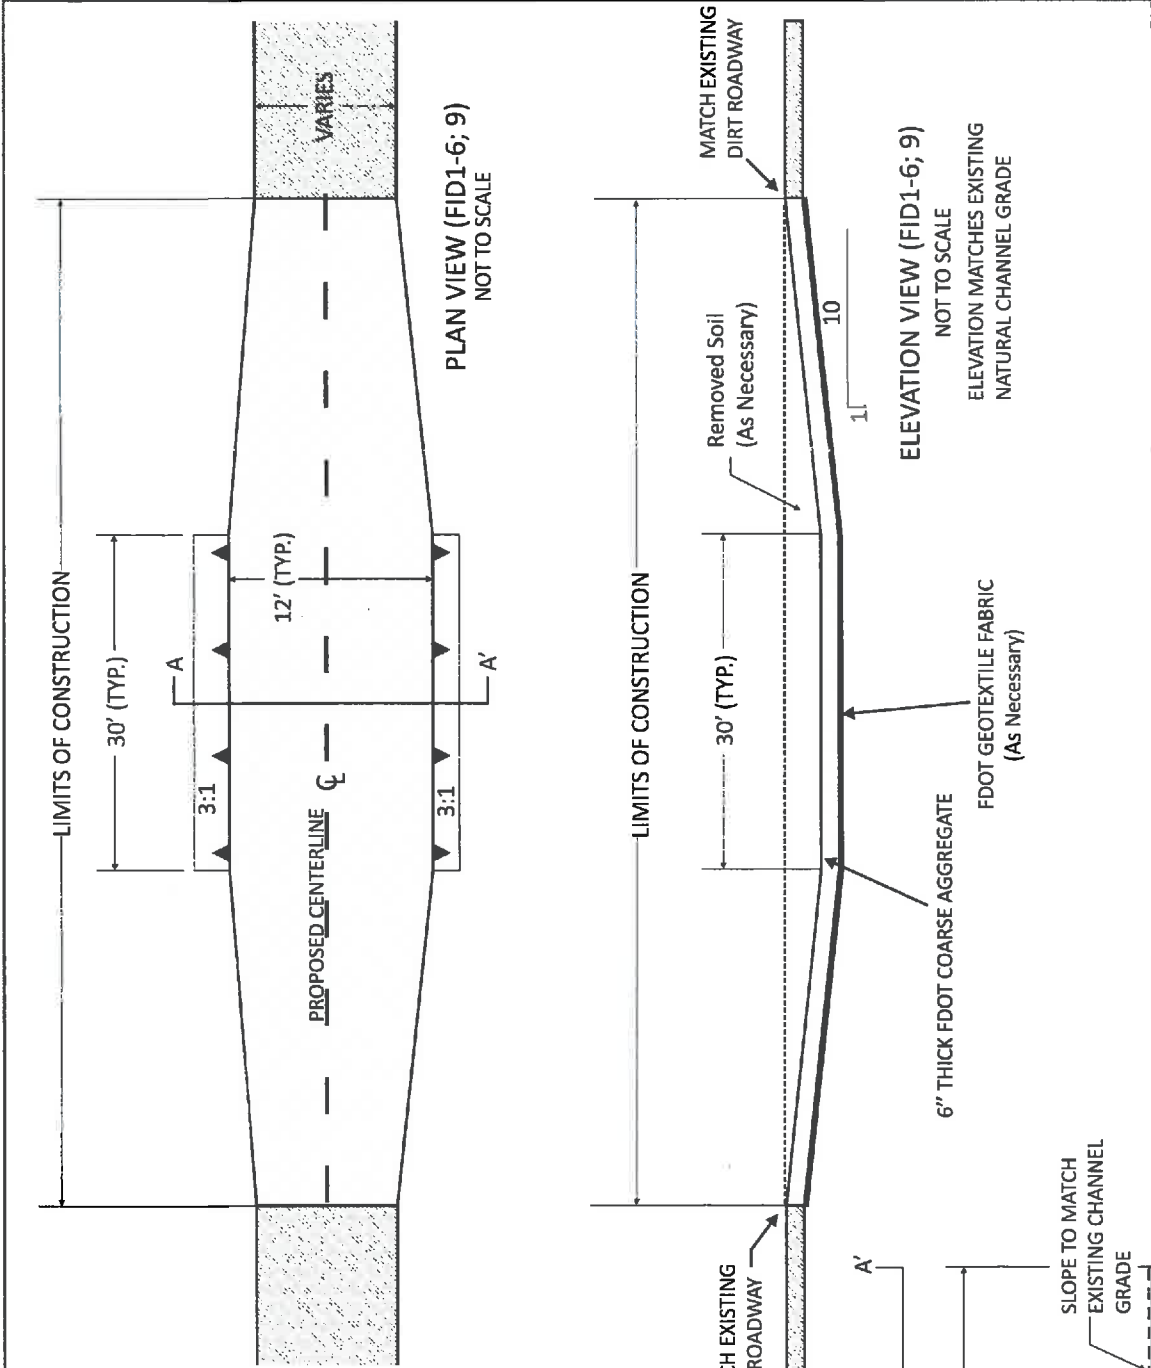 LIMITS OF CONSTRUCTION
30' (TYP.)
A
3:1
12' (TYP.)
VARIES
PROPOSED CENTERLINE
℄
3:1
A'
PLAN VIEW (FID1-6; 9)
NOT TO SCALE
LIMITS OF CONSTRUCTION
30' (TYP.)
Removed Soil
(As Necessary)
MATCH EXISTING
DIRT ROADWAY
10
1
CH EXISTING
ROADWAY
6" THICK FDOT COARSE AGGREGATE
FDOT GEOTEXTILE FABRIC
(As Necessary)
ELEVATION VIEW (FID1-6; 9)
NOT TO SCALE
ELEVATION MATCHES EXISTING
NATURAL CHANNEL GRADE
A'
SLOPE TO MATCH
EXISTING CHANNEL
GRADE